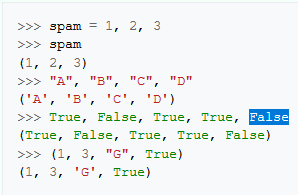 >>> spam = 1, 2, 3
>>> spam
(1, 2, 3)
>>> "A", "B", "C", "D"
('A', 'B', 'C', 'D')
>>> True, False, True, True, False
(True, False, True, True, False)
>>> (1, 3, "G", True)
(1, 3, 'G', True)